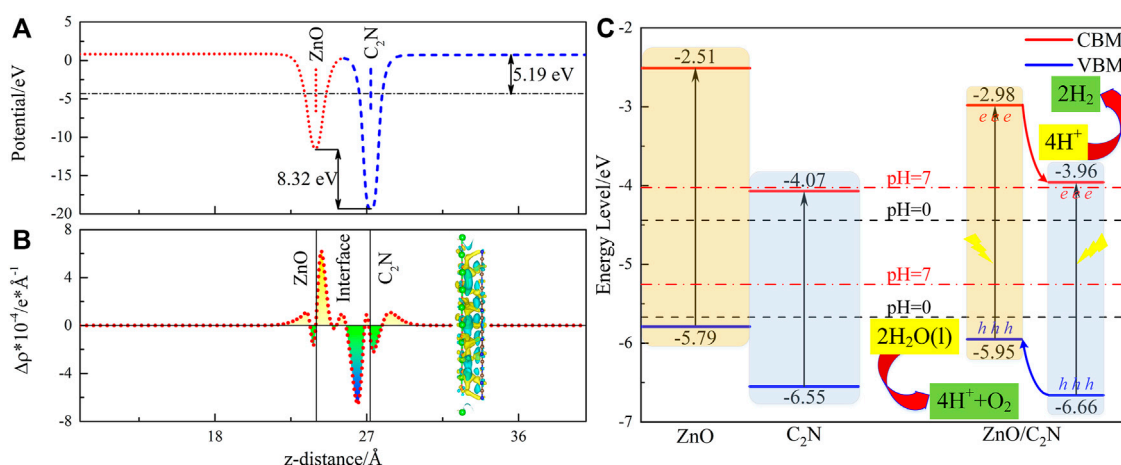 A
5
0
-5
-10
-15
-20
Potential/eV
ZnO
C₂N
5.19 eV
8.32 eV
B
8
4
0
-4
-8
Δρ*10⁻⁴/e*Å⁻¹
ZnO
Interface
C₂N
18
27
36
z-distance/Å
C
-2
-3
-4
-5
-6
-7
Energy Level/eV
CBM
VBM
-2.51
-5.79
-4.07
-6.55
pH=7
pH=0
pH=7
pH=0
-2.98
e e e
-3.96
e e e
h h h
-5.95
h h h
-6.66
2H₂
4H⁺
2H₂O(l)
4H⁺+O₂
ZnO
C₂N
ZnO/C₂N